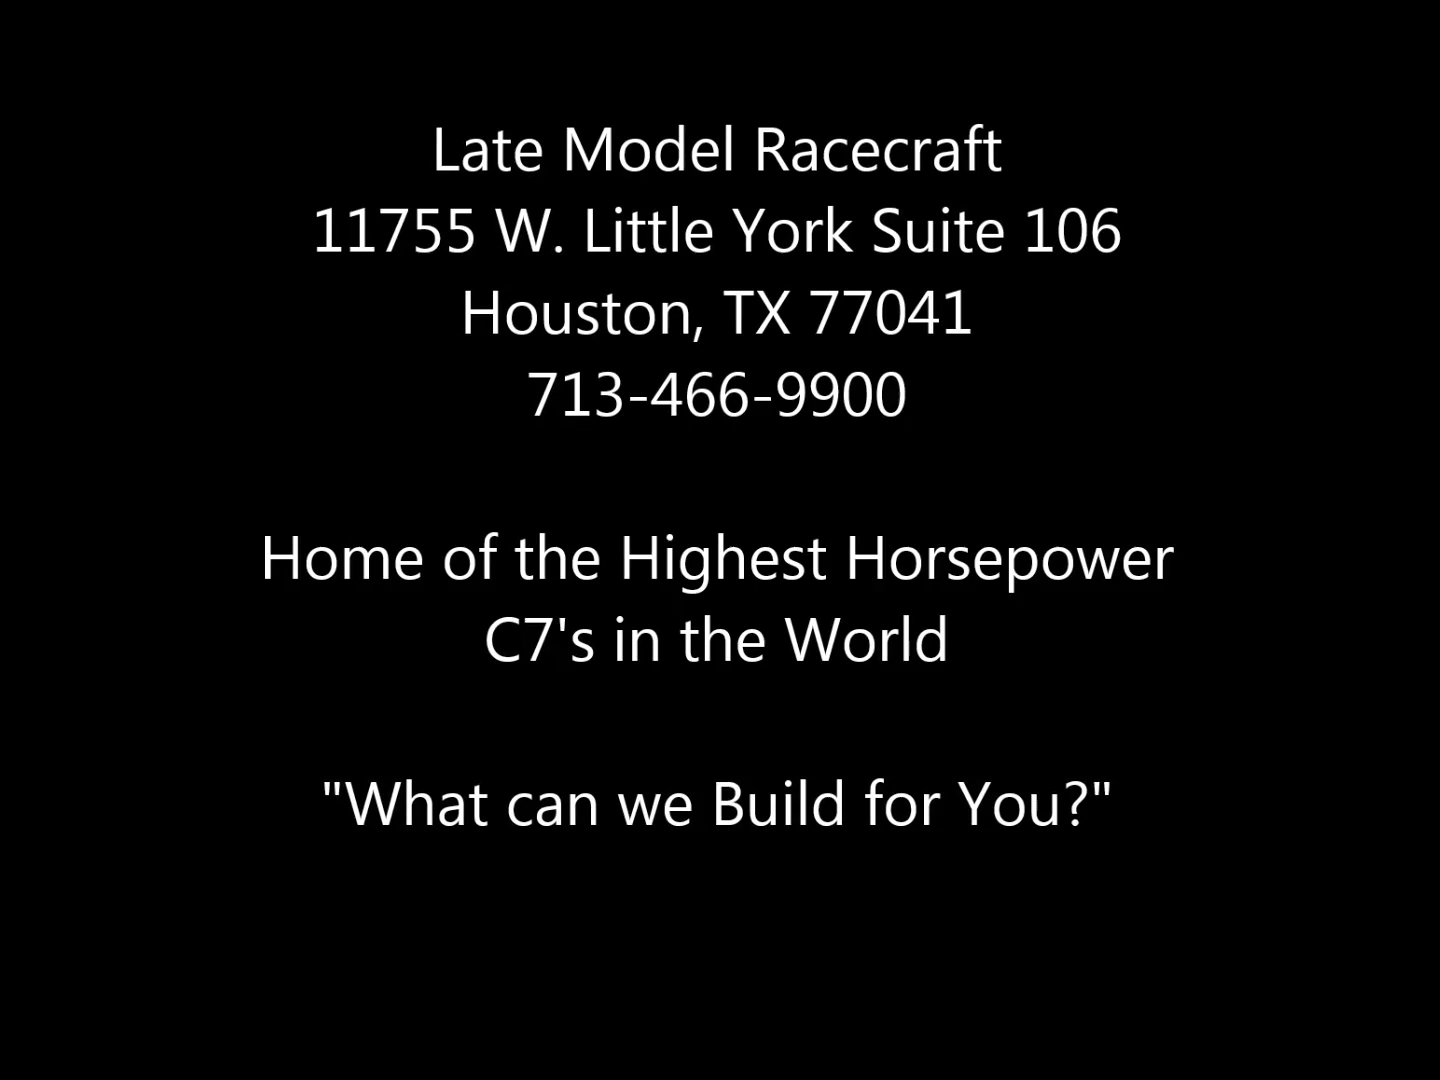 Late Model Racecraft
11755 W. Little York Suite 106
Houston, TX 77041
713-466-9900
Home of the Highest Horsepower
C7's in the World
"What can we Build for You?"